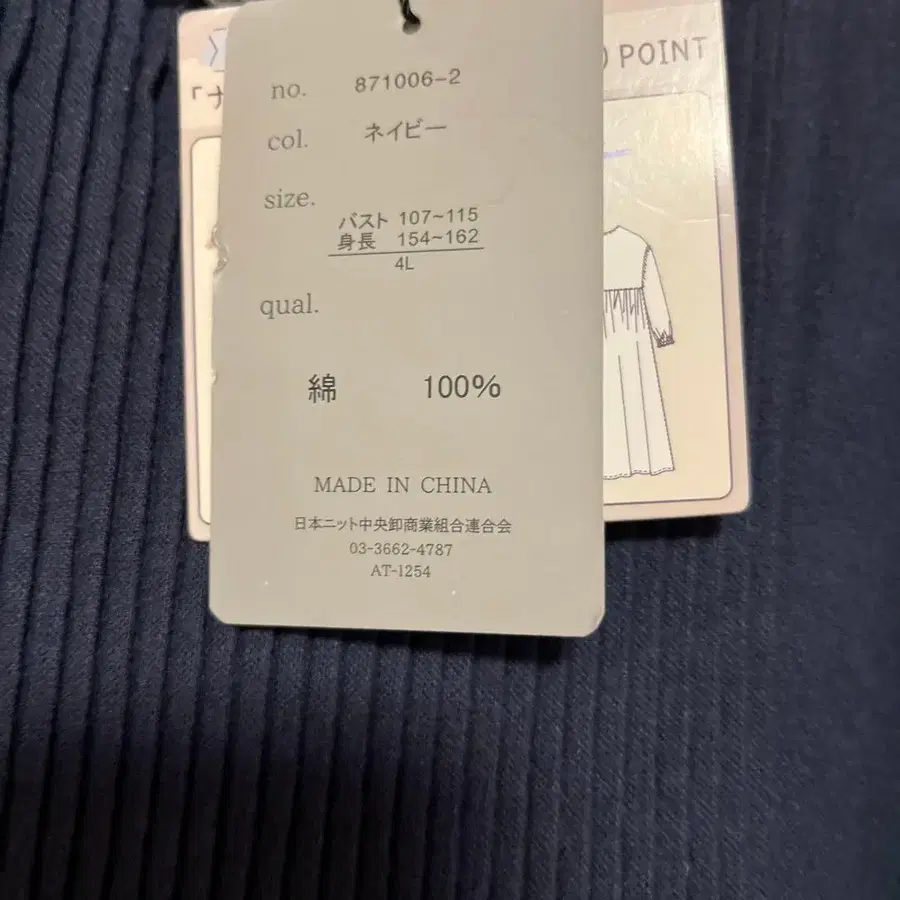 POINT
no. 871006-2
col. ネイビー
size.
バスト 107~115
身長 154~162
4L
qual.
綿 100%
MADE IN CHINA
日本ニット中央卸商業組合連合会
03-3662-4787
AT-1254